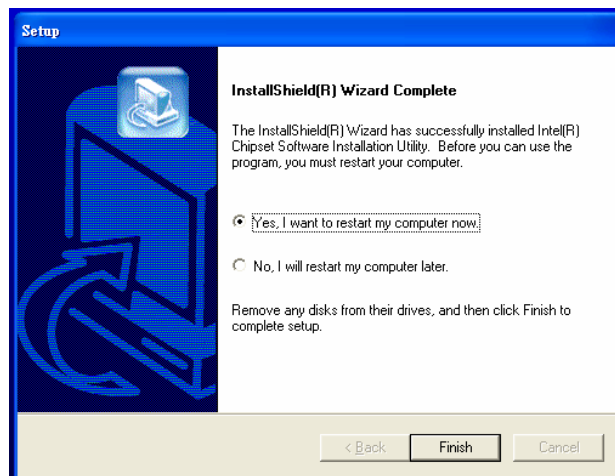 Setup
InstallShield(R) Wizard Complete
The InstallShield(R) Wizard has successfully installed Intel(R)
Chipset Software Installation Utility.  Before you can use the
program, you must restart your computer.
Yes, I want to restart my computer now.
No, I will restart my computer later.
Remove any disks from their drives, and then click Finish to
complete setup.
< Back
Finish
Cancel